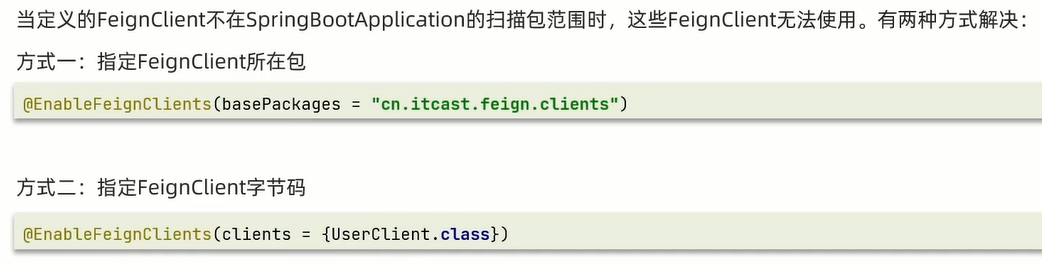 当定义的FeignClient不在SpringBootApplication的扫描包范围时，这些FeignClient无法使用。有两种方式解决：
方式一：指定FeignClient所在包
@EnableFeignClients(basePackages = "cn.itcast.feign.clients")
方式二：指定FeignClient字节码
@EnableFeignClients(clients = {UserClient.class})